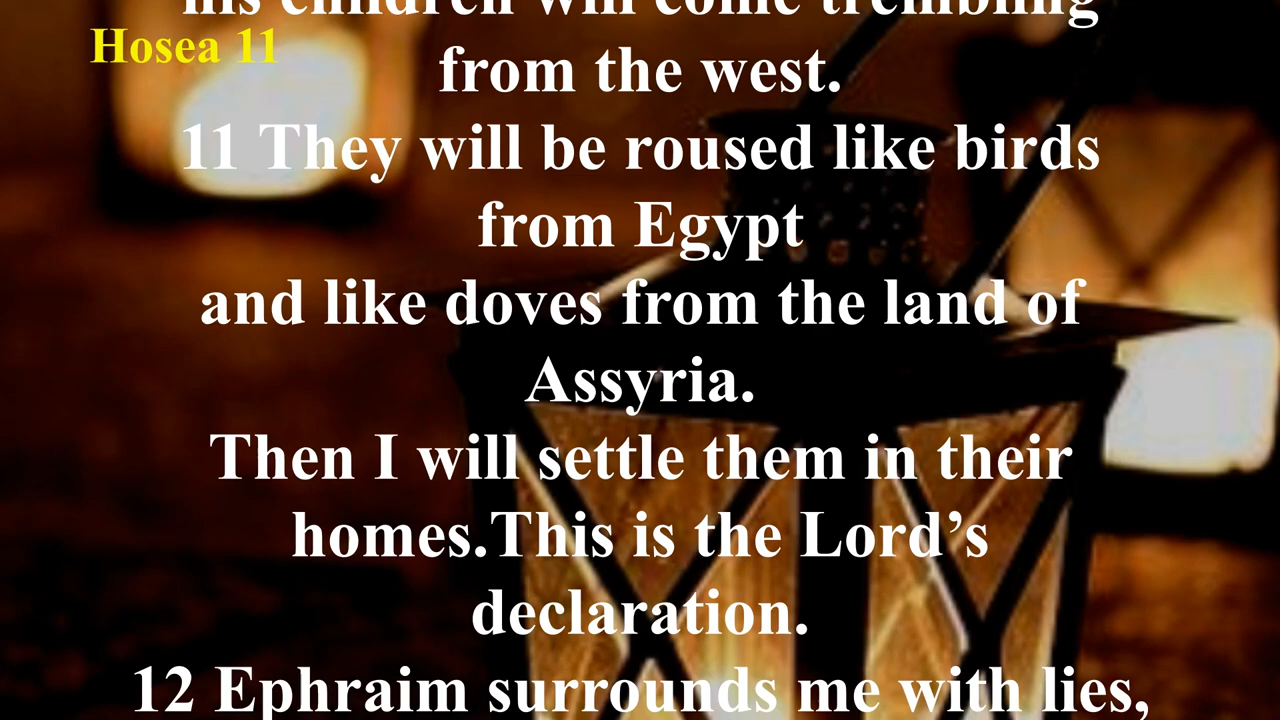 his children will come trembling
Hosea 11
from the west.
11 They will be roused like birds
from Egypt
and like doves from the land of
Assyria.
Then I will settle them in their
homes.This is the Lord’s
declaration.
12 Ephraim surrounds me with lies,